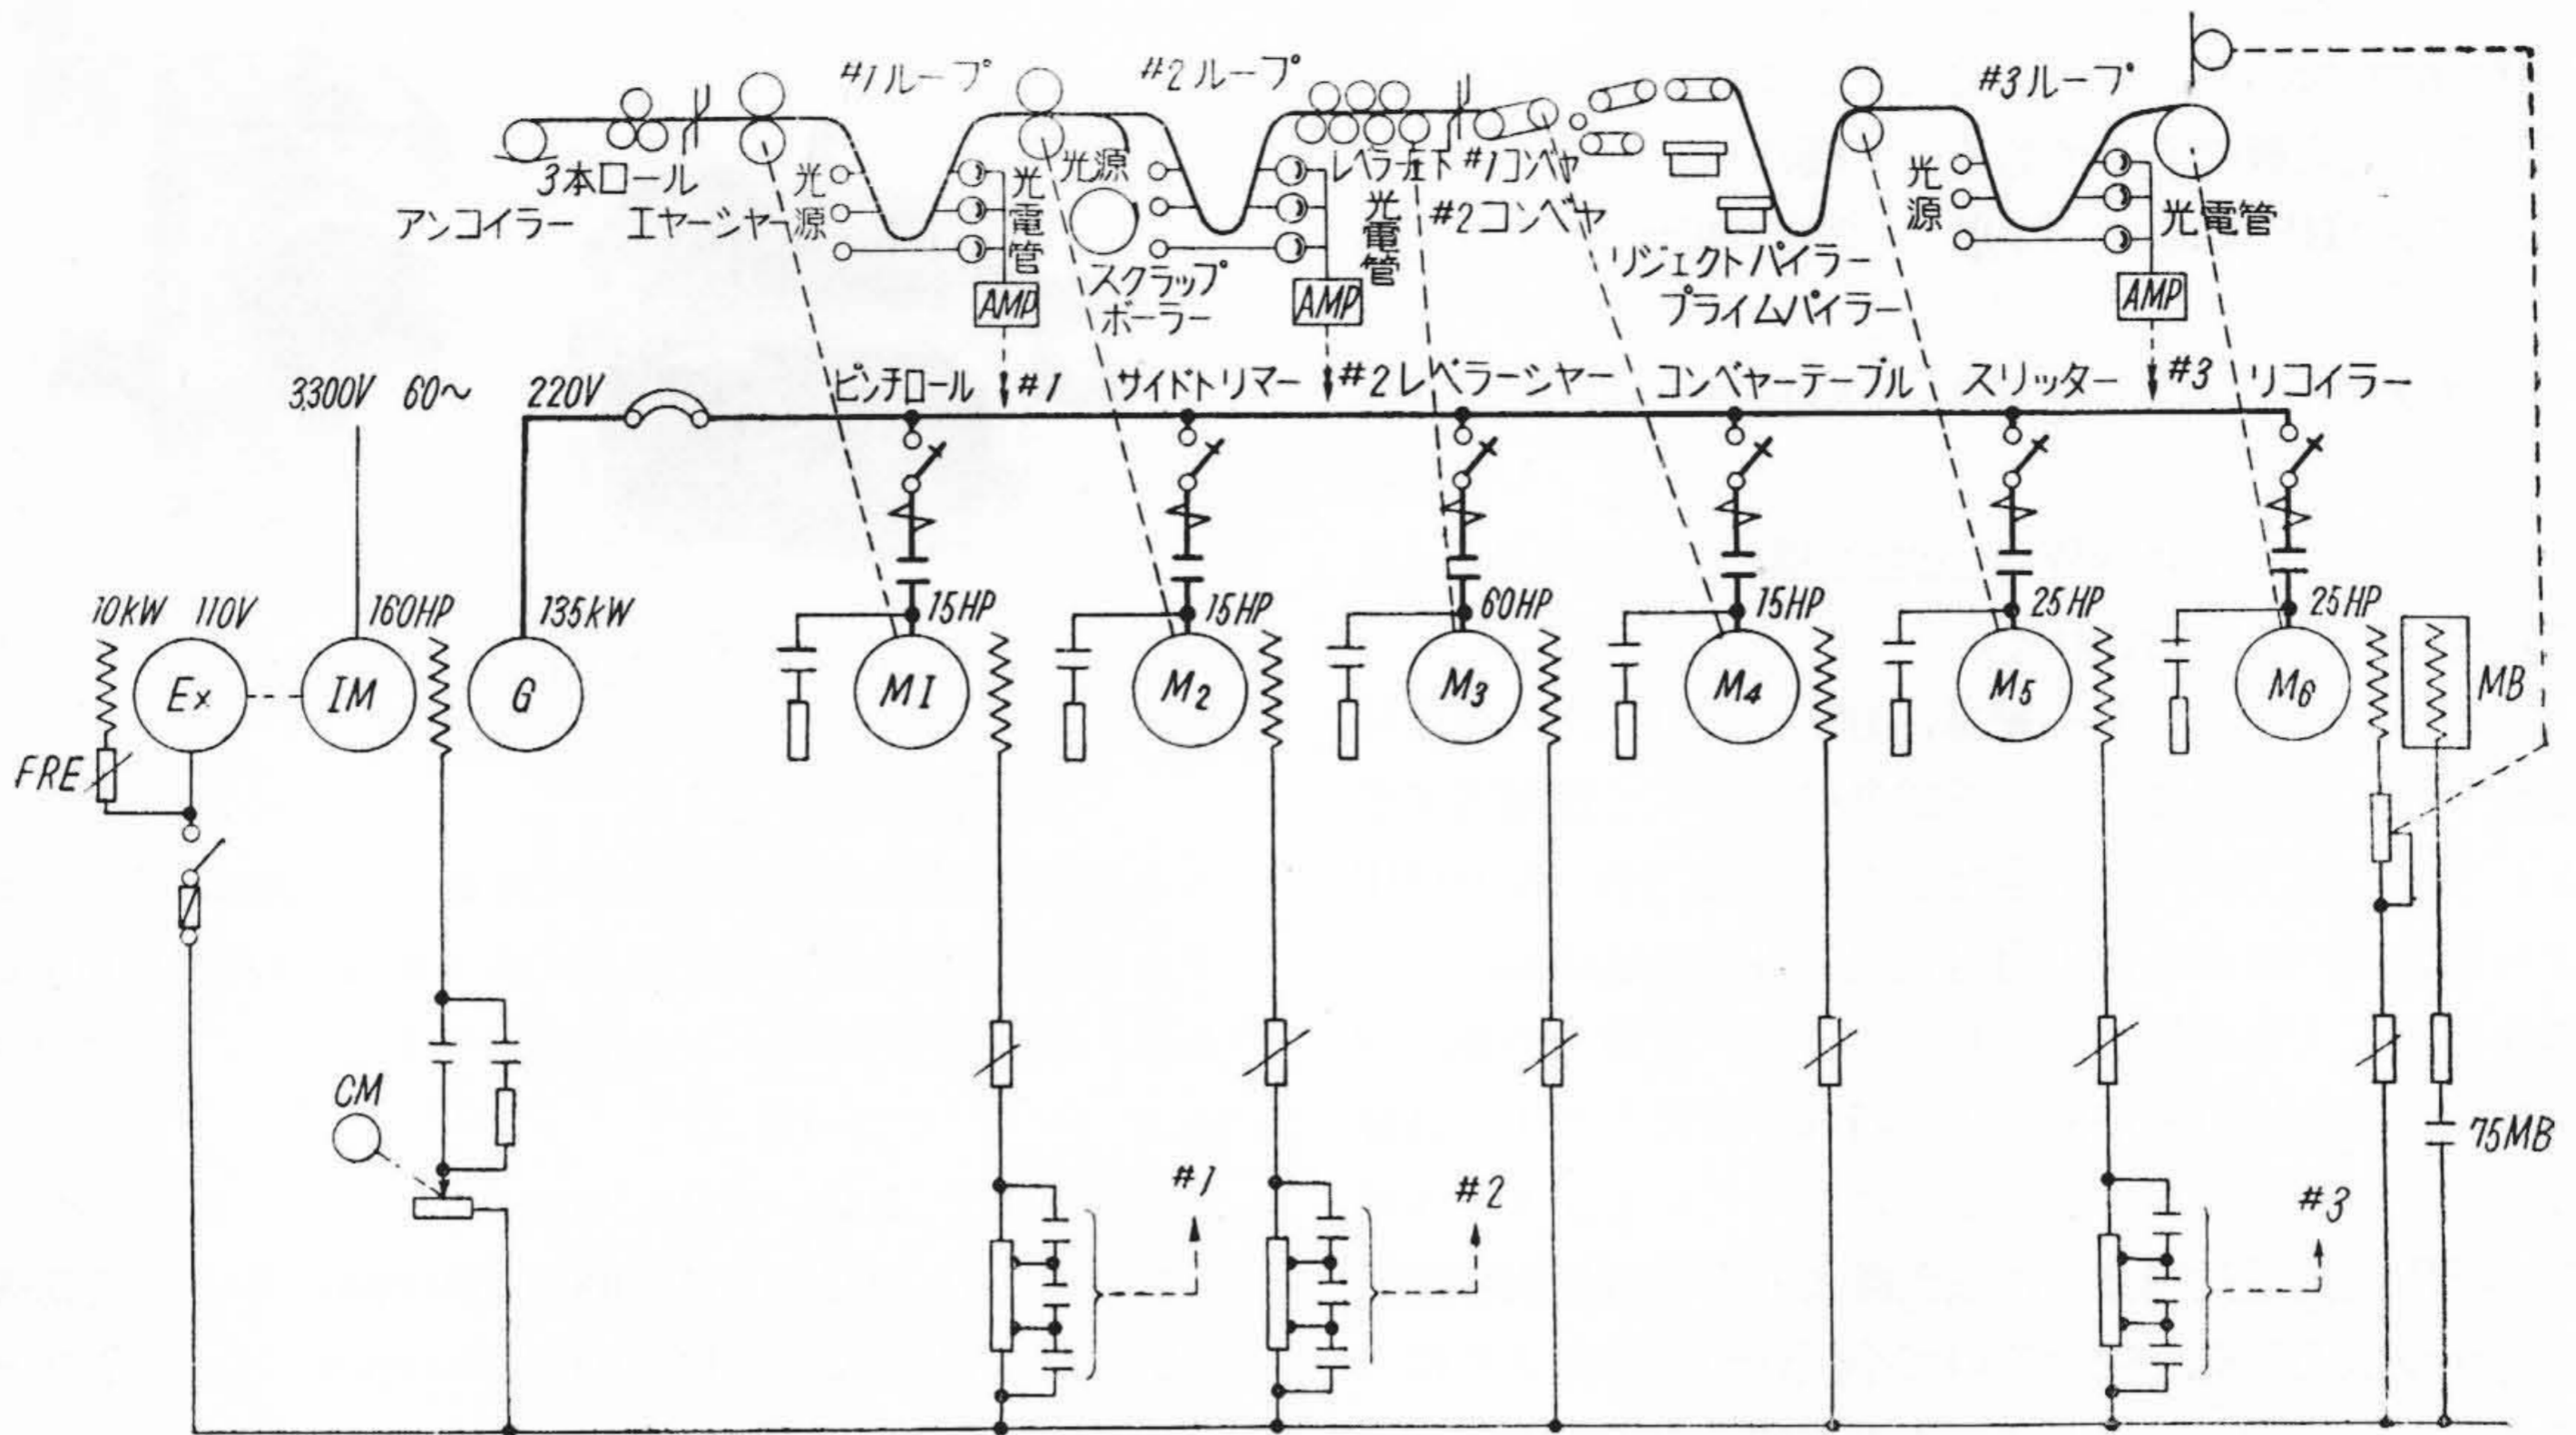 #1ループ
#2ループ
#3ループ
3本ロール
アンコイラー
エヤーシャー
光源
光電管
光源
スクラップ
ボーラー
光電管
レベラー圧下
#1コンベヤ
#2コンベヤ
リジェクトパイラー
プライムパイラー
光源
光電管
AMP
AMP
AMP
3,300V 60~
220V
ピンチロール
#1
サイドトリマー
#2
レベラーシャー
コンベヤーテーブル
スリッター
#3
リコイラー
10kW 110V
160HP
135kW
15HP
15HP
60HP
15HP
25HP
25HP
Ex
IM
G
M1
M2
M3
M4
M5
M6
MB
FRE
CM
75MB
#1
#2
#3